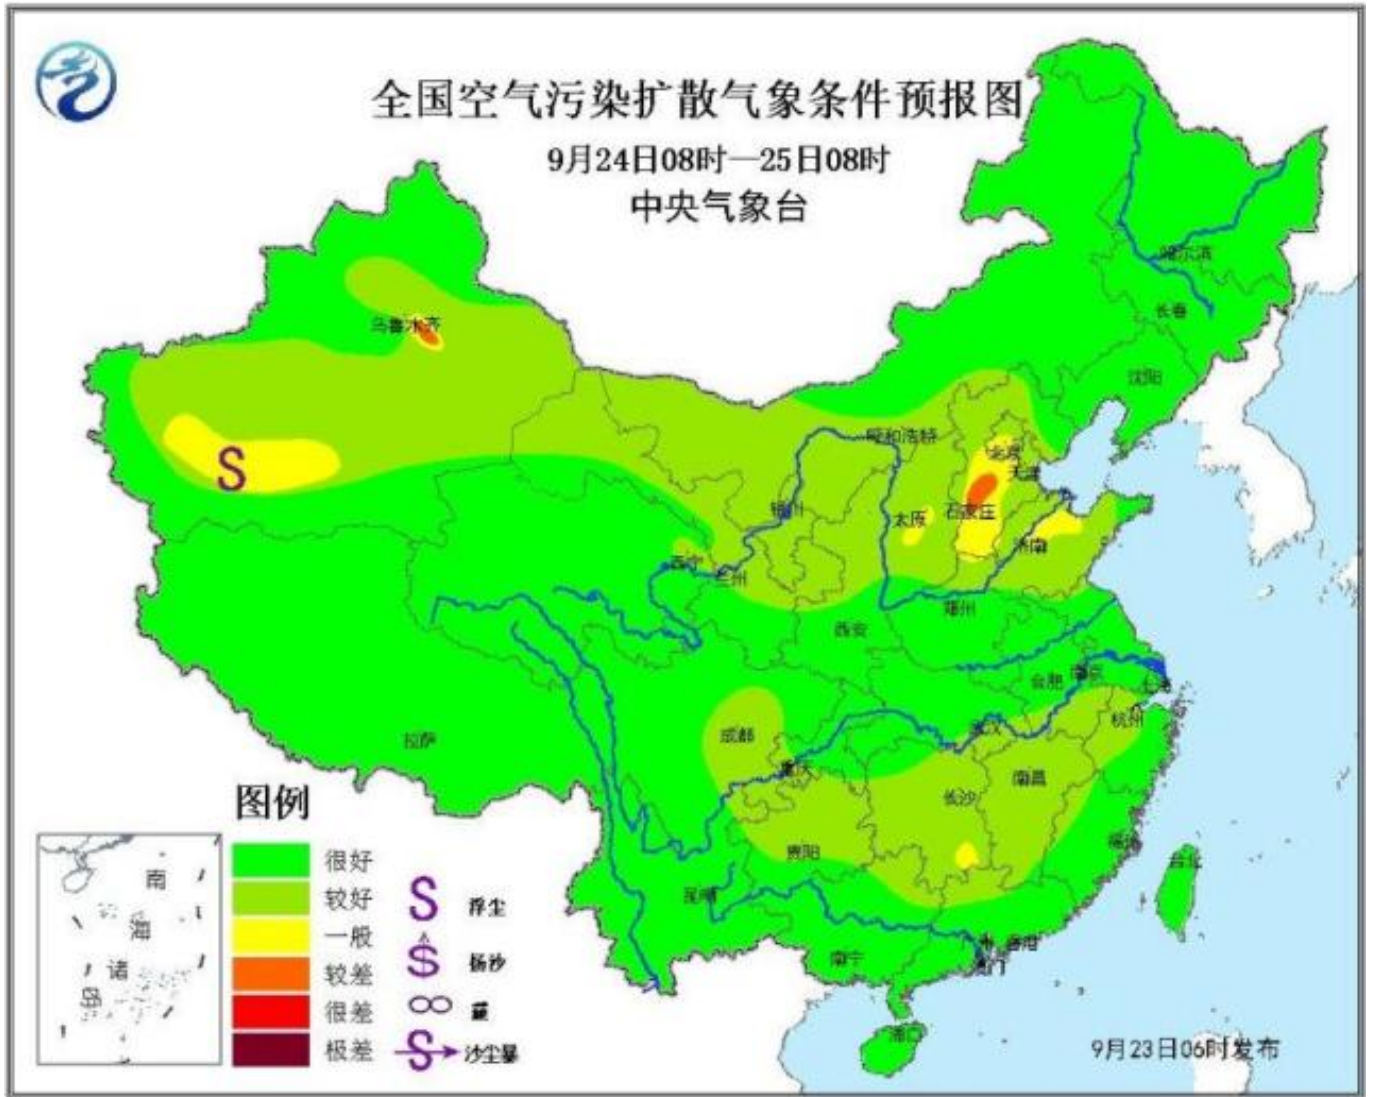 全国空气污染扩散气象条件预报图
9月24日08时—25日08时
中央气象台
哈尔滨
长春
乌鲁木齐
沈阳
呼和浩特
北京
天津
银川
太原
石家庄
济南
西宁
兰州
郑州
西安
合肥
南京
上海
成都
武汉
杭州
拉萨
重庆
南昌
长沙
贵阳
福州
台北
昆明
广州
香港
澳门
南宁
海口
图例
很好
较好
一般
较差
很差
极差
浮尘
扬沙
霾
沙尘暴
南
海
诸
岛
9月23日06时发布